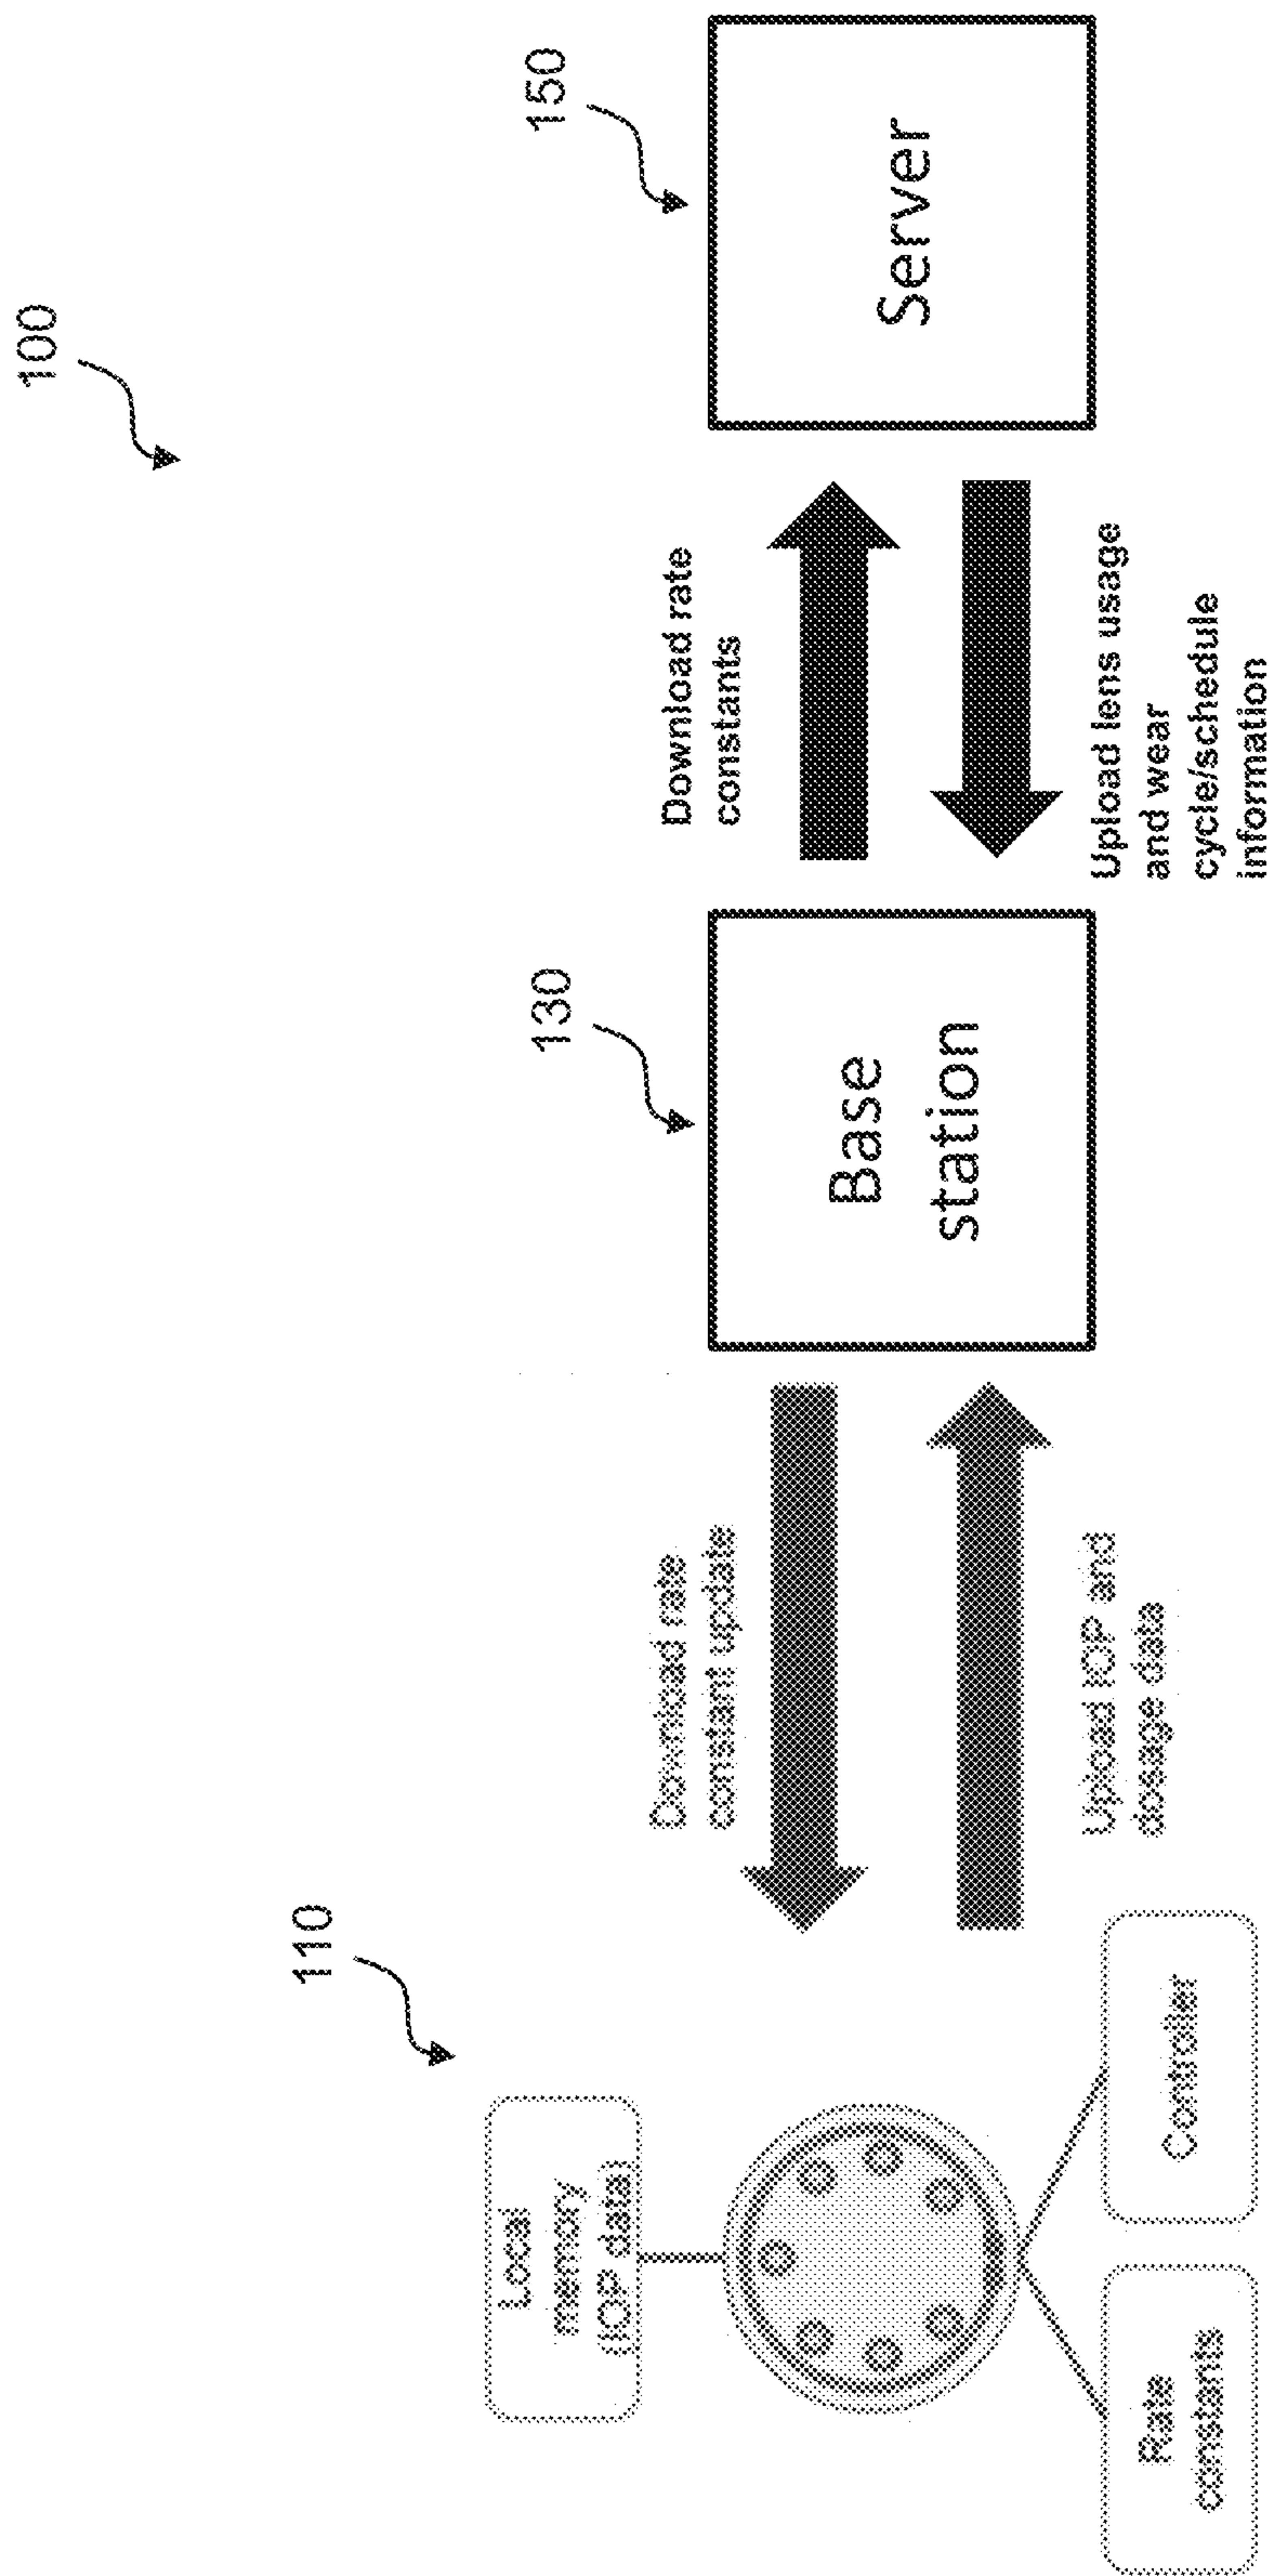 100
110
130
150
Local
memory
(IOP data)
Rate
constants
Controller
Download rate
constant update
Upload IOP and
dosage data
Base
station
Download rate
constants
Upload lens usage
and wear
cycle/schedule
information
Server